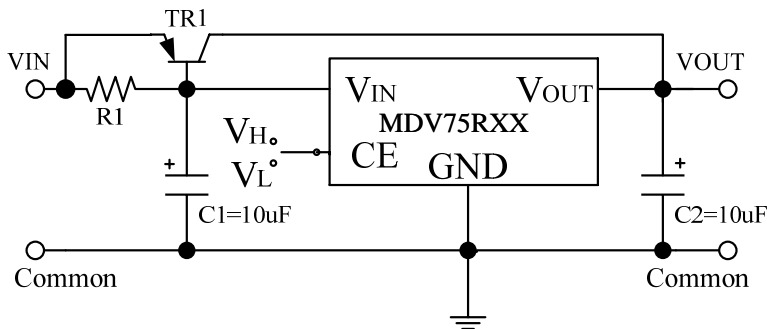 TR1
VIN
VOUT
R1
VIN
VOUT
MDV75RXX
VH
VL
CE
GND
+
C1=10uF
+
C2=10uF
Common
Common